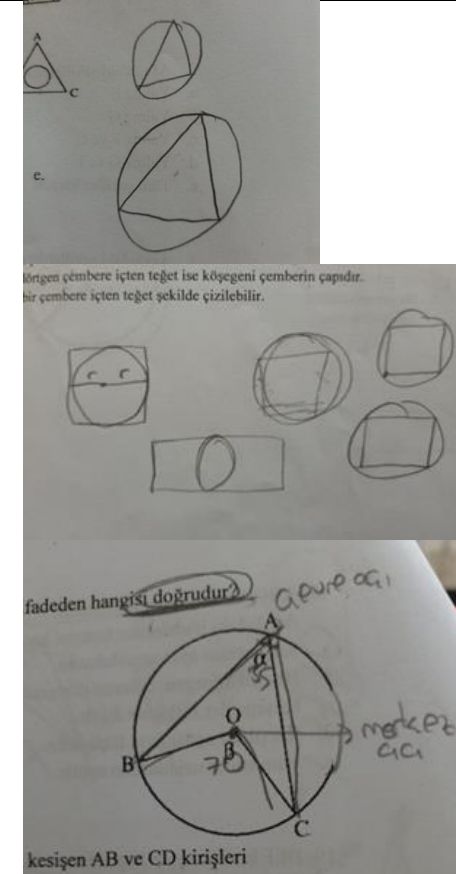 A
C
e.
dörtgen çembere içten teğet ise köşegeni çemberin çapıdır.
bir çembere içten teğet şekilde çizilebilir.
r r
fadeden hangisi doğrudur?
çevre açı
A
α
35
O
merkez
açı
B
β
70
C
kesişen AB ve CD kirişleri